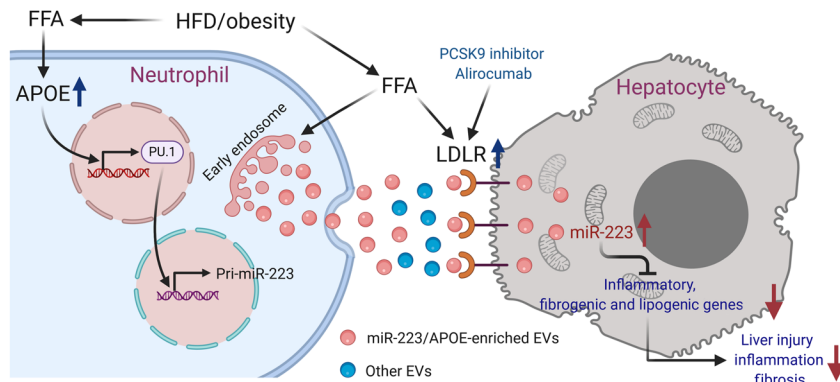 FFA
HFD/obesity
APOE
Neutrophil
PU.1
Pri-miR-223
Early endosome
FFA
PCSK9 inhibitor
Alirocumab
LDLR
Hepatocyte
miR-223
Inflammatory,
fibrogenic and lipogenic genes
Liver injury
inflammation
fibrosis
miR-223/APOE-enriched EVs
Other EVs